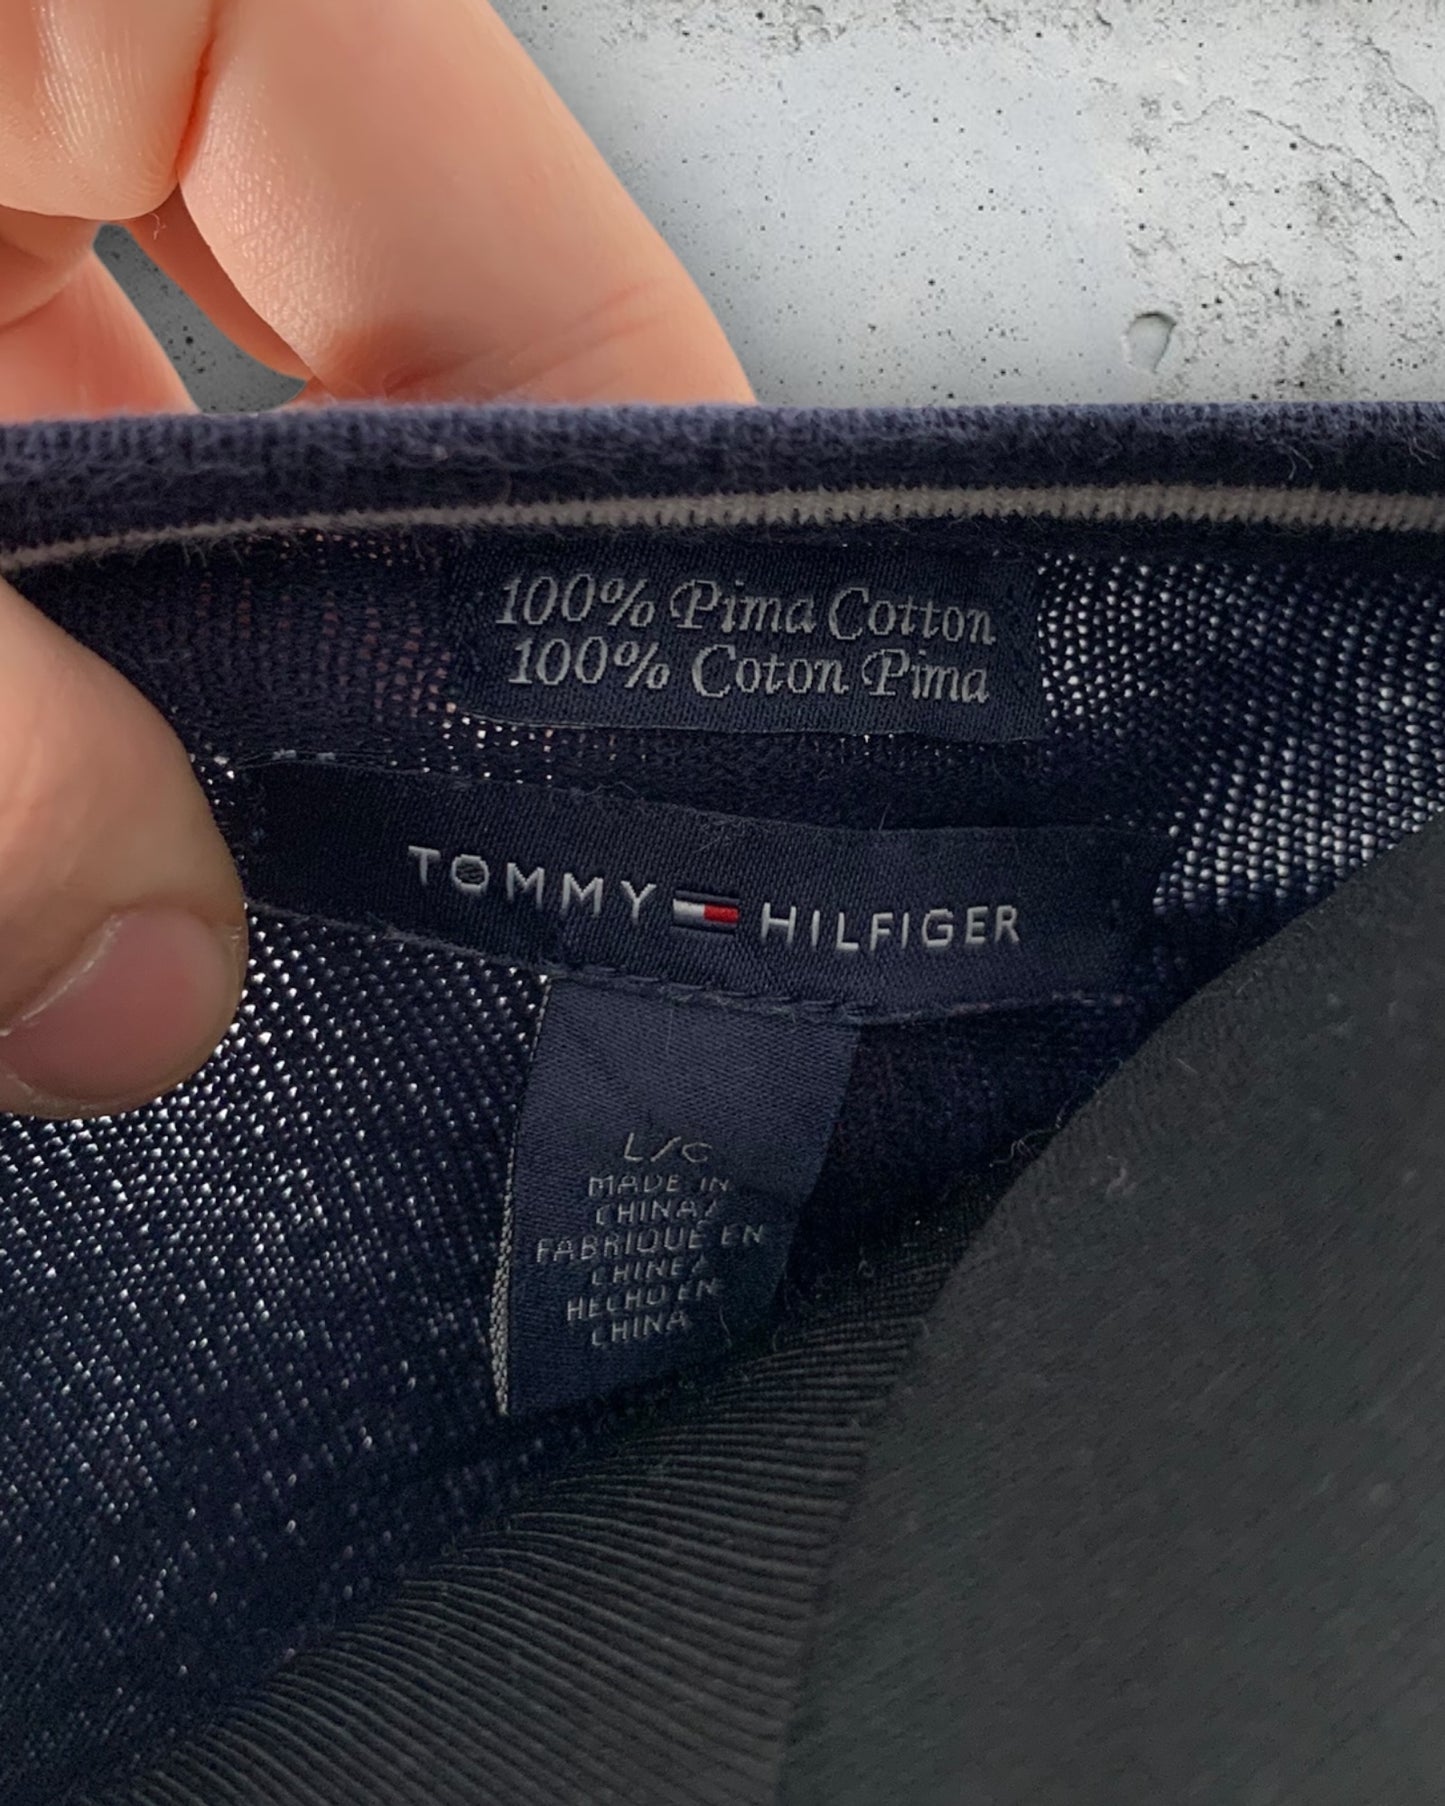 100% Pima Cotton
100% Coton Pima
TOMMY HILFIGER
L/C
MADE IN
CHINA/
FABRIQUE EN
CHINE/
HECHO EN
CHINA